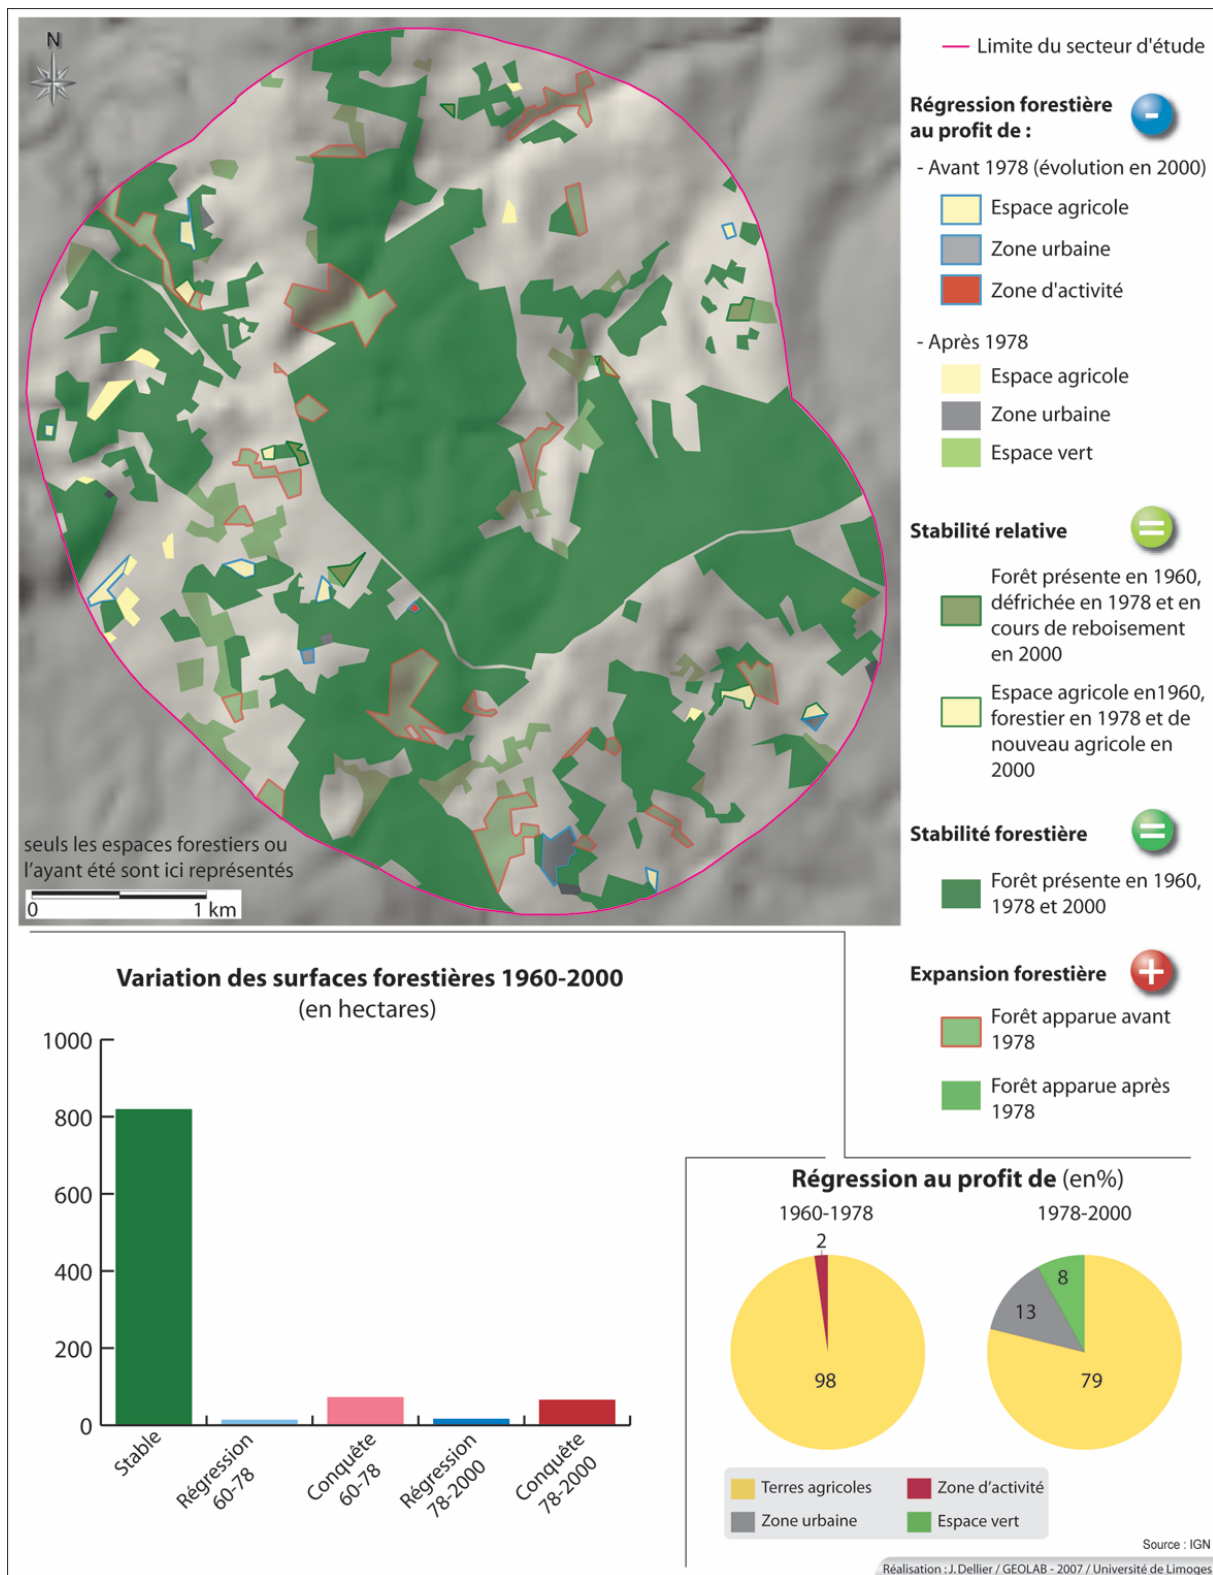 N
Limite du secteur d'étude
Régression forestière
au profit de :
-
- Avant 1978 (évolution en 2000)
Espace agricole
Zone urbaine
Zone d'activité
- Après 1978
Espace agricole
Zone urbaine
Espace vert
Stabilité relative
=
Forêt présente en 1960,
défrichée en 1978 et en
cours de reboisement
en 2000
Espace agricole en1960,
forestier en 1978 et de
nouveau agricole en
2000
Stabilité forestière
=
Forêt présente en 1960,
1978 et 2000
Expansion forestière
+
Forêt apparue avant
1978
Forêt apparue après
1978
seuls les espaces forestiers ou
l'ayant été sont ici représentés
0 1 km
Variation des surfaces forestières 1960-2000
(en hectares)
1000
800
600
400
200
0
Stable
Régression
60-78
Conquête
60-78
Régression
78-2000
Conquête
78-2000
Régression au profit de (en%)
1960-1978
2
98
1978-2000
8
13
79
Terres agricoles
Zone d'activité
Zone urbaine
Espace vert
Source : IGN
Réalisation : J. Dellier / GEOLAB - 2007 / Université de Limoges